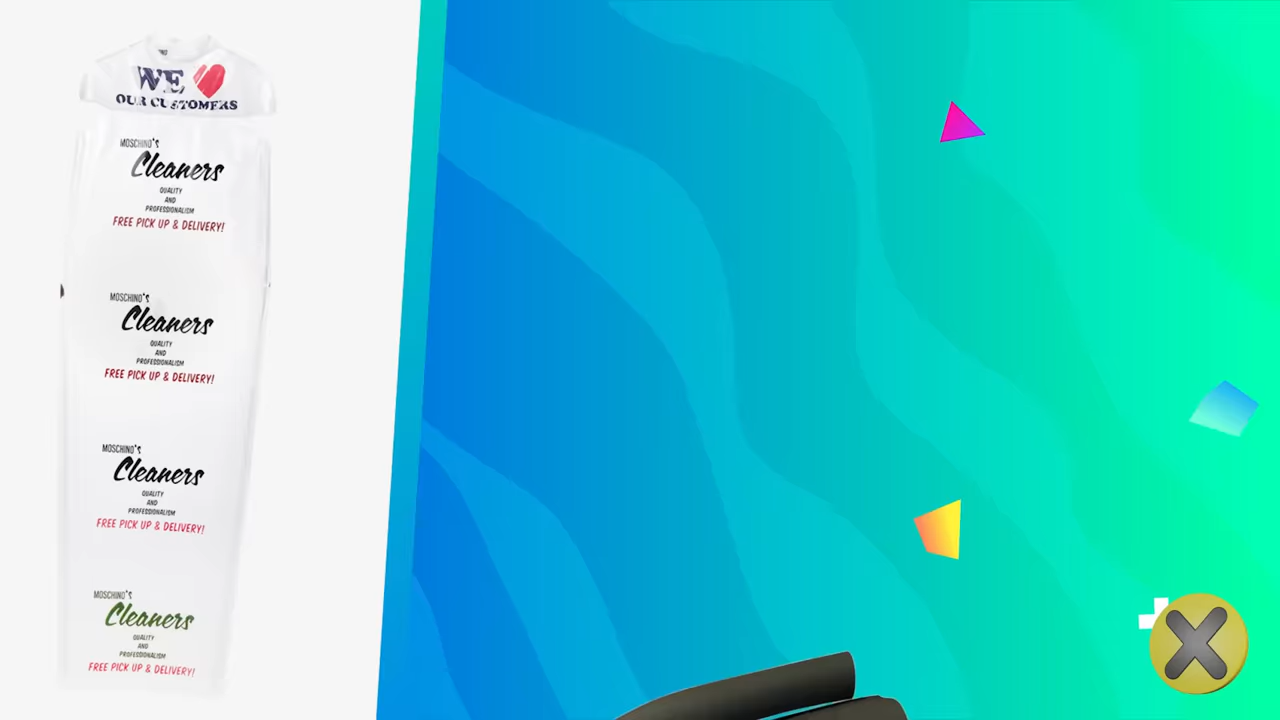 WE
OUR CUSTOMERS
MOSCHINO'S
Cleaners
QUALITY
AND
PROFESSIONALISM
FREE PICK UP & DELIVERY!
MOSCHINO'S
Cleaners
QUALITY
AND
PROFESSIONALISM
FREE PICK UP & DELIVERY!
MOSCHINO'S
Cleaners
QUALITY
AND
PROFESSIONALISM
FREE PICK UP & DELIVERY!
MOSCHINO'S
Cleaners
QUALITY
AND
PROFESSIONALISM
FREE PICK UP & DELIVERY!